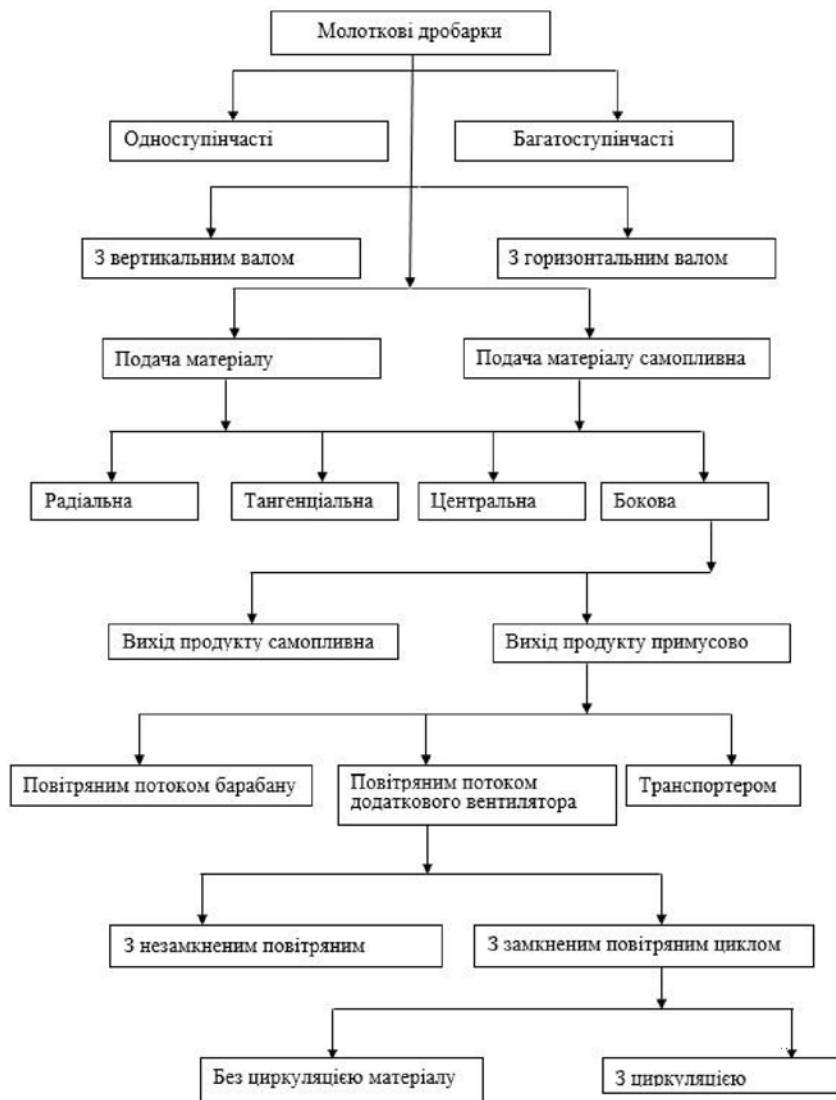 Молоткові дробарки
Одноступінчасті
Багатоступінчасті
З вертикальним валом
З горизонтальним валом
Подача матеріалу
Подача матеріалу самопливна
Радіальна
Тангенціальна
Центральна
Бокова
Вихід продукту самопливна
Вихід продукту примусово
Повітряним потоком барабану
Повітряним потоком
додаткового вентилятора
Транспортером
З незамкненим повітряним
З замкненим повітряним циклом
Без циркуляцією матеріалу
З циркуляцією